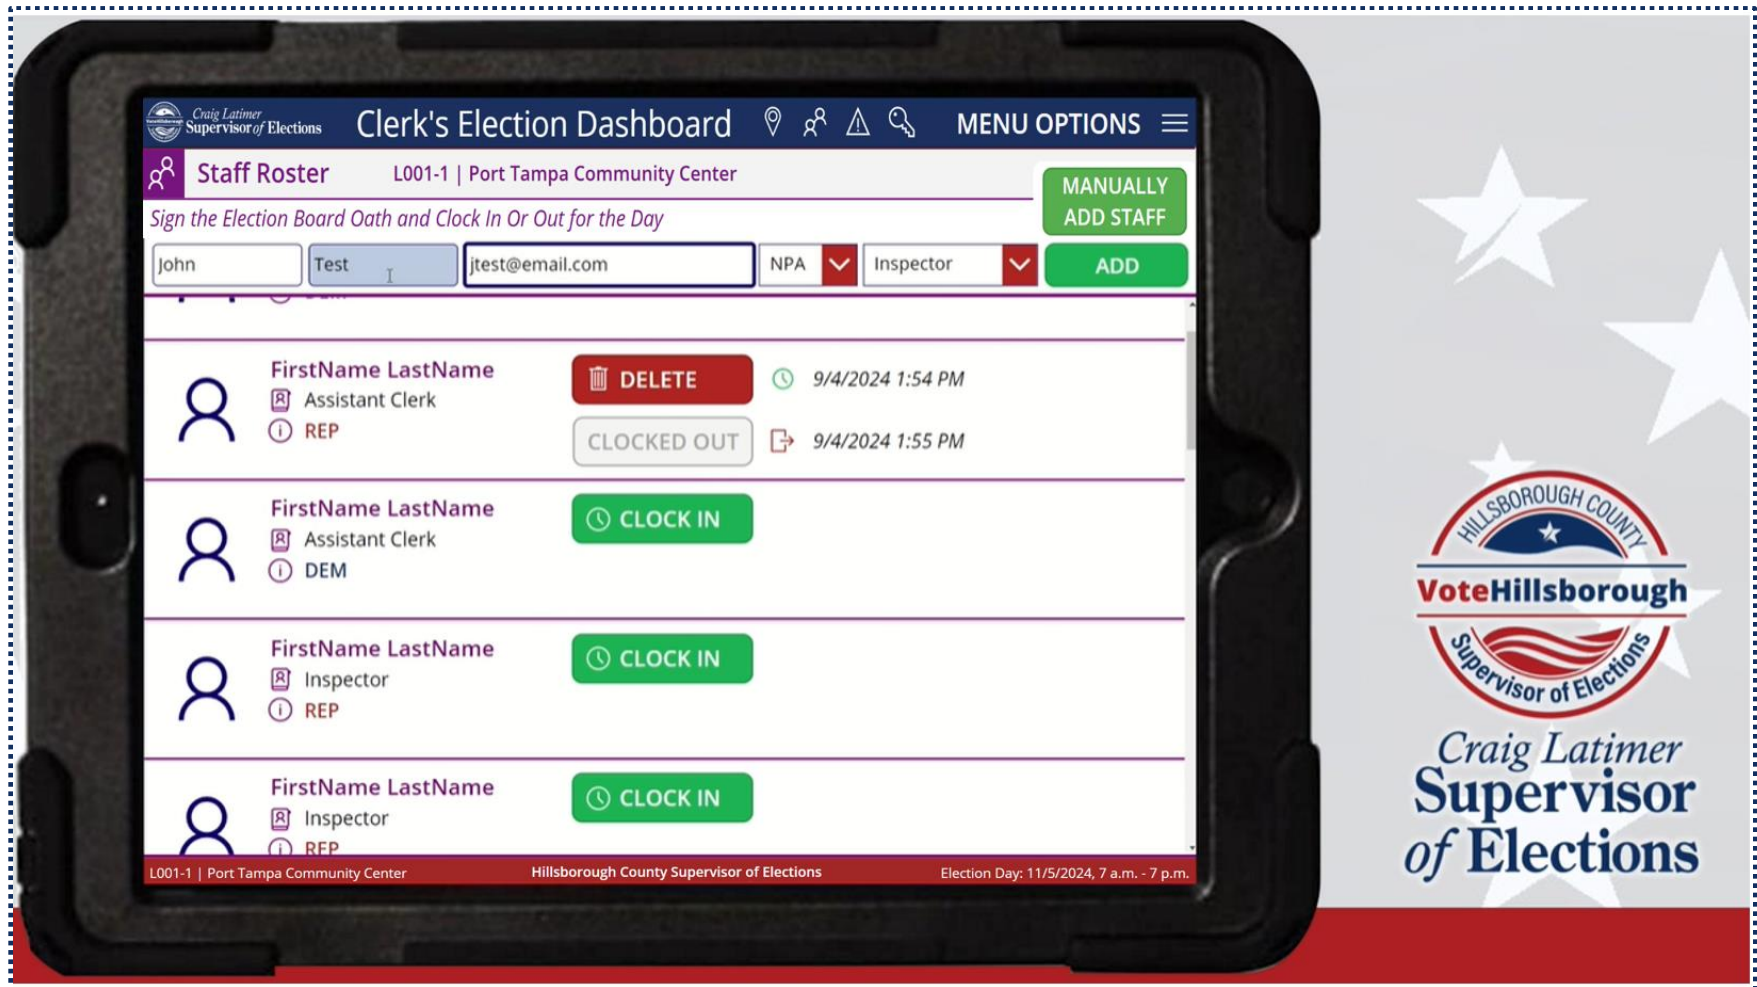 Craig Latimer
Supervisor of Elections
Clerk's Election Dashboard
MENU OPTIONS
Staff Roster
L001-1 | Port Tampa Community Center
MANUALLY
ADD STAFF
Sign the Election Board Oath and Clock In Or Out for the Day
John
Test
jtest@email.com
NPA
Inspector
ADD
FirstName LastName
Assistant Clerk
REP
DELETE
9/4/2024 1:54 PM
CLOCKED OUT
9/4/2024 1:55 PM
FirstName LastName
Assistant Clerk
DEM
CLOCK IN
FirstName LastName
Inspector
REP
CLOCK IN
FirstName LastName
Inspector
REP
CLOCK IN
L001-1 | Port Tampa Community Center
Hillsborough County Supervisor of Elections
Election Day: 11/5/2024, 7 a.m. - 7 p.m.
HILLSBOROUGH COUNTY
VoteHillsborough
Supervisor of Elections
Craig Latimer
Supervisor
of Elections